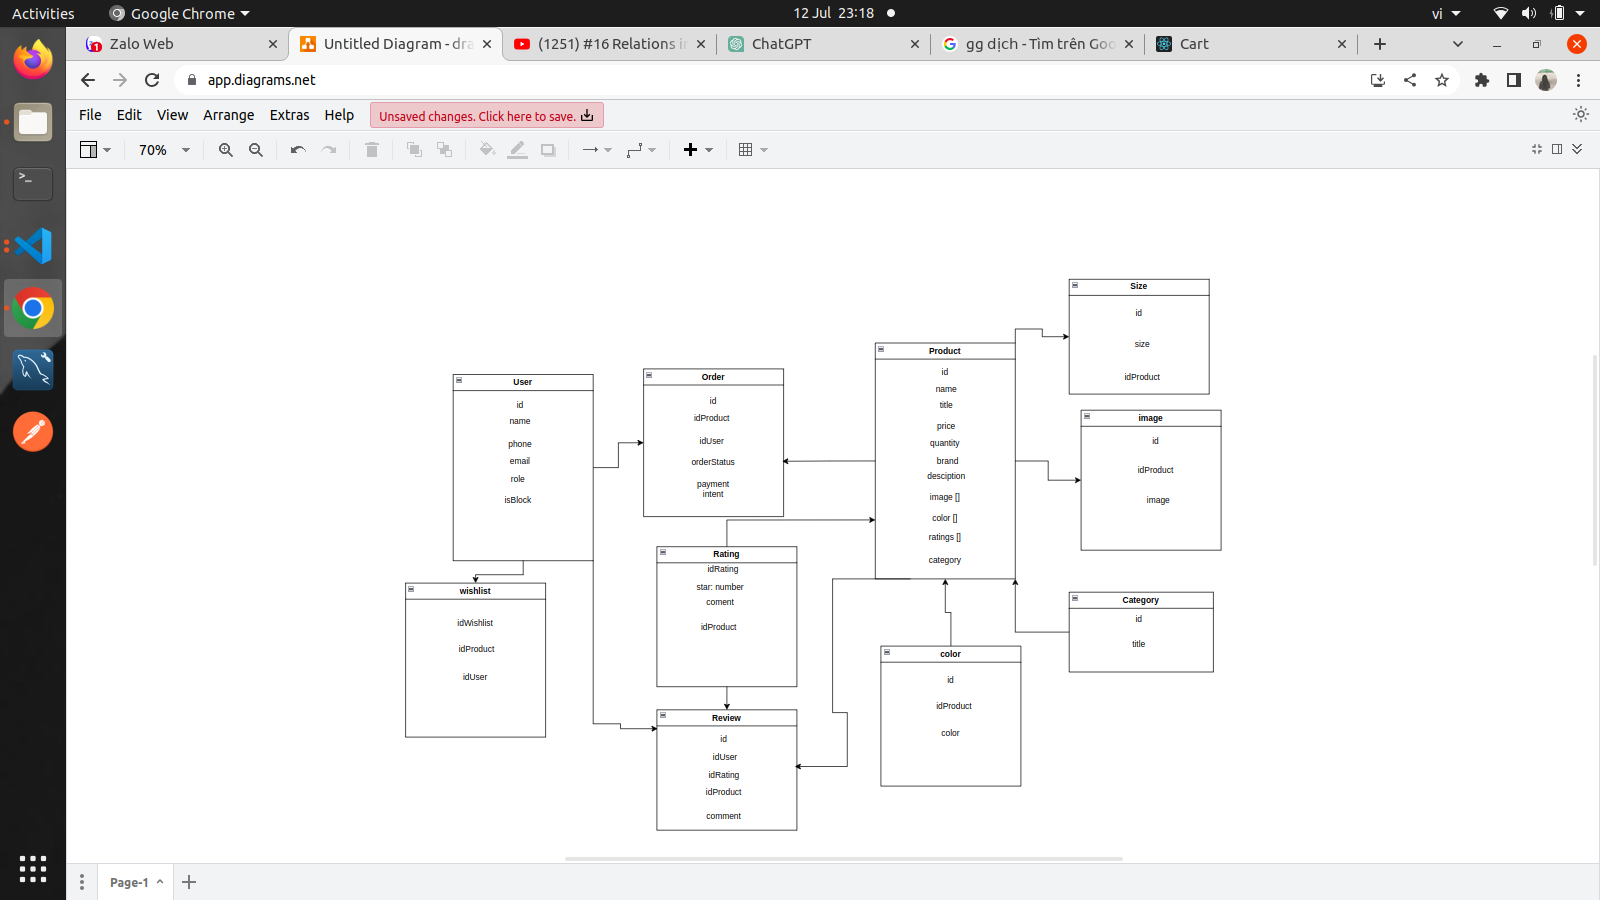 Activities
Google Chrome
12 Jul 23:18
vi
1
Zalo Web
Untitled Diagram - dra
(1251) #16 Relations i
ChatGPT
gg dịch - Tìm trên Goo
Cart
app.diagrams.net
File
Edit
View
Arrange
Extras
Help
Unsaved changes. Click here to save.
70%
Size
id
size
idProduct
Product
id
name
title
price
quantity
brand
desciption
image []
color []
ratings []
category
Order
id
idProduct
idUser
orderStatus
payment
intent
User
id
name
phone
email
role
isBlock
image
id
idProduct
image
Rating
idRating
star: number
coment
idProduct
wishlist
idWishlist
idProduct
idUser
Category
id
title
color
id
idProduct
color
Review
id
idUser
idRating
idProduct
comment
Page-1